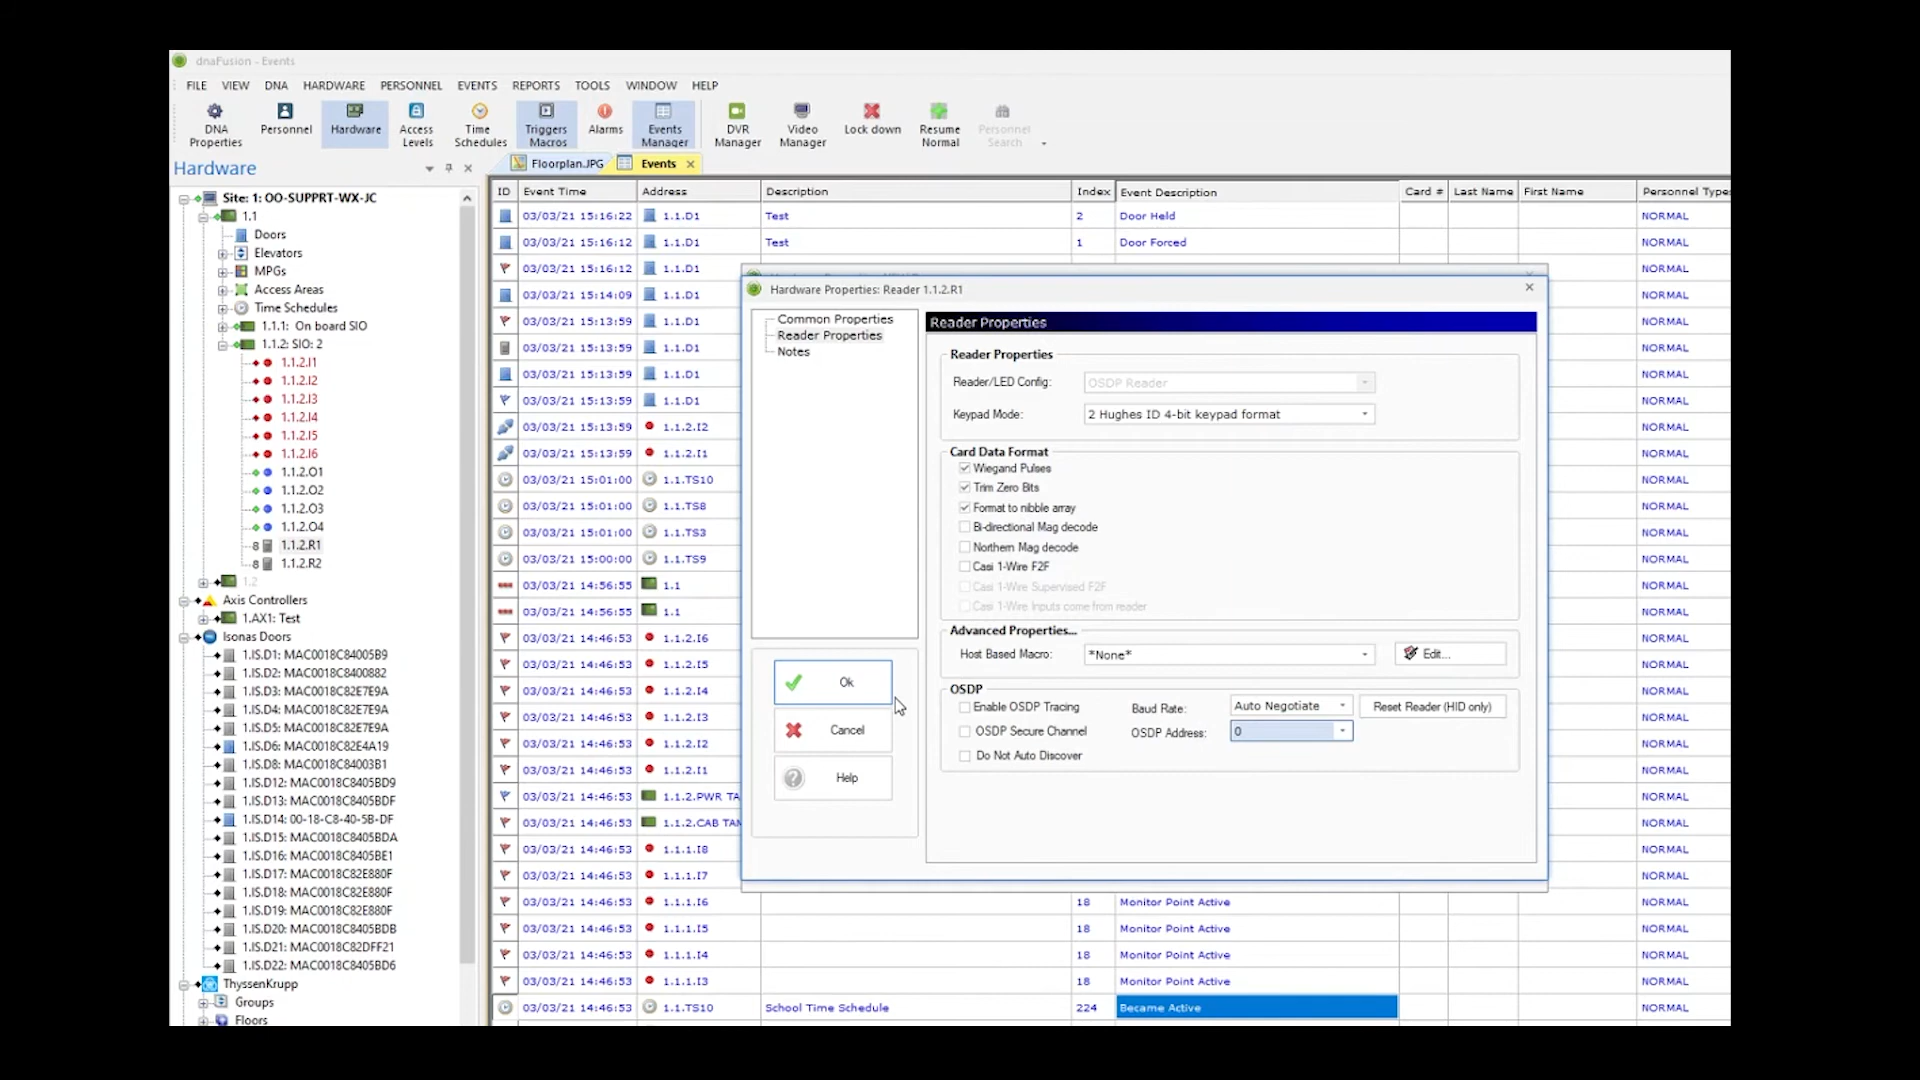 dnaFusion - Events
FILE VIEW DNA HARDWARE PERSONNEL EVENTS REPORTS TOOLS WINDOW HELP
DNA Properties
Personnel
Hardware
Access Levels
Time Schedules
Triggers Macros
Alarms
Events Manager
DVR Manager
Video Manager
Lock down
Resume Normal
Personnel Search
Hardware
Floorplan.JPG
Events
Site: 1: OO-SUPPRT-WX-JC
1.1
Doors
Elevators
MPGs
Access Areas
Time Schedules
1.1.1: On board SIO
1.1.2: SIO: 2
1.1.2.I1
1.1.2.I2
1.1.2.I3
1.1.2.I4
1.1.2.I5
1.1.2.I6
1.1.2.O1
1.1.2.O2
1.1.2.O3
1.1.2.O4
1.1.2.R1
1.1.2.R2
1.2
Axis Controllers
1.AX1: Test
Isonas Doors
1.IS.D1: MAC0018C84005B9
1.IS.D2: MAC0018C8400882
1.IS.D3: MAC0018C82E7E9A
1.IS.D4: MAC0018C82E7E9A
1.IS.D5: MAC0018C82E7E9A
1.IS.D6: MAC0018C82E4A19
1.IS.D8: MAC0018C84003B1
1.IS.D12: MAC0018C8405BD9
1.IS.D13: MAC0018C8405BDF
1.IS.D14: 00-18-C8-40-5B-DF
1.IS.D15: MAC0018C8405BDA
1.IS.D16: MAC0018C8405BE1
1.IS.D17: MAC0018C82E880F
1.IS.D18: MAC0018C82E880F
1.IS.D19: MAC0018C82E880F
1.IS.D20: MAC0018C8405BDB
1.IS.D21: MAC0018C82DFF21
1.IS.D22: MAC0018C8405BD6
ThyssenKrupp
Groups
Floors
ID Event Time Address Description Index Event Description Card # Last Name First Name Personnel Type
03/03/21 15:16:22 1.1.D1 Test 2 Door Held NORMAL
03/03/21 15:16:12 1.1.D1 Test 1 Door Forced NORMAL
03/03/21 15:16:12 1.1.D1 NORMAL
03/03/21 15:14:09 1.1.D1 NORMAL
03/03/21 15:13:59 1.1.D1 NORMAL
03/03/21 15:13:59 1.1.D1 NORMAL
03/03/21 15:13:59 1.1.D1 NORMAL
03/03/21 15:13:59 1.1.D1 NORMAL
03/03/21 15:13:59 1.1.2.I2 NORMAL
03/03/21 15:13:59 1.1.2.I1 NORMAL
03/03/21 15:01:00 1.1.TS10 NORMAL
03/03/21 15:01:00 1.1.TS8 NORMAL
03/03/21 15:01:00 1.1.TS3 NORMAL
03/03/21 15:00:00 1.1.TS9 NORMAL
03/03/21 14:56:55 1.1 NORMAL
03/03/21 14:56:55 1.1 NORMAL
03/03/21 14:46:53 1.1.2.I6 NORMAL
03/03/21 14:46:53 1.1.2.I5 NORMAL
03/03/21 14:46:53 1.1.2.I4 NORMAL
03/03/21 14:46:53 1.1.2.I3 NORMAL
03/03/21 14:46:53 1.1.2.I2 NORMAL
03/03/21 14:46:53 1.1.2.I1 NORMAL
03/03/21 14:46:53 1.1.2.PWR TA NORMAL
03/03/21 14:46:53 1.1.2.CAB TAM NORMAL
03/03/21 14:46:53 1.1.1.I8 NORMAL
03/03/21 14:46:53 1.1.1.I7 NORMAL
03/03/21 14:46:53 1.1.1.I6 18 Monitor Point Active NORMAL
03/03/21 14:46:53 1.1.1.I5 18 Monitor Point Active NORMAL
03/03/21 14:46:53 1.1.1.I4 18 Monitor Point Active NORMAL
03/03/21 14:46:53 1.1.1.I3 18 Monitor Point Active NORMAL
03/03/21 14:46:53 1.1.TS10 School Time Schedule 224 Became Active NORMAL
Hardware Properties: Reader 1.1.2.R1
Common Properties
Reader Properties
Notes
Ok
Cancel
Help
Reader Properties
Reader Properties
Reader/LED Config: OSDP Reader
Keypad Mode: 2 Hughes ID 4-bit keypad format
Card Data Format
Wiegand Pulses
Trim Zero Bits
Format to nibble array
Bi-directional Mag decode
Northern Mag decode
Casi 1-Wire F2F
Casi 1-Wire Supervised F2F
Casi 1-Wire Inputs come from reader
Advanced Properties...
Host Based Macro: *None* Edit...
OSDP
Enable OSDP Tracing Baud Rate: Auto Negotiate Reset Reader (HID only)
OSDP Secure Channel OSDP Address: 0
Do Not Auto Discover